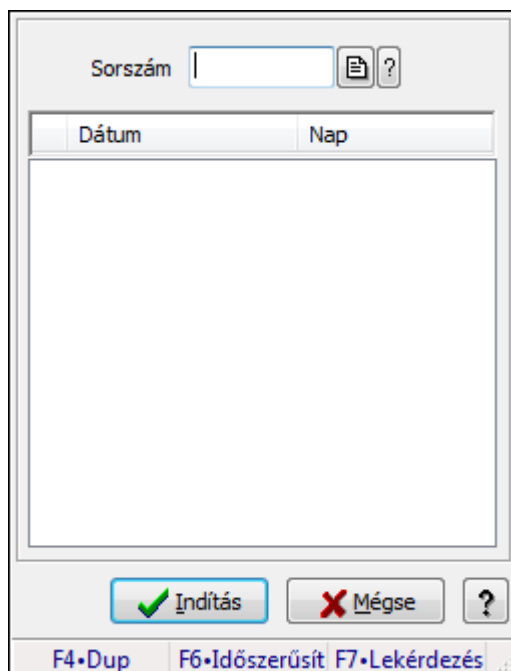 Sorszám ?
Dátum Nap
Indítás Mégse ?
F4•Dup F6•Időszerűsít F7•Lekérdezés